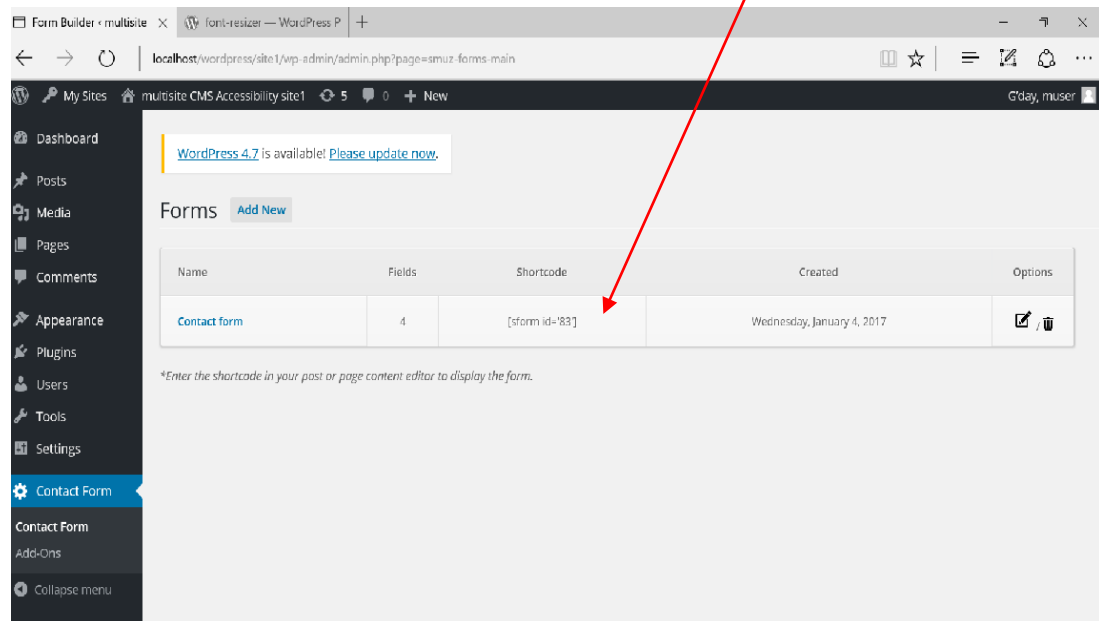 Form Builder ‹ multisite
font-resizer — WordPress P
localhost/wordpress/site1/wp-admin/admin.php?page=smuz-forms-main
My Sites multisite CMS Accessibility site1 5 0 + New G'day, muser
Dashboard
WordPress 4.7 is available! Please update now.
Posts
Media
Forms Add New
Pages
Comments
Name Fields Shortcode Created Options
Appearance
Contact form 4 [sform id='83'] Wednesday, January 4, 2017 /
Plugins
Users
*Enter the shortcode in your post or page content editor to display the form.
Tools
Settings
Contact Form
Contact Form
Add-Ons
Collapse menu